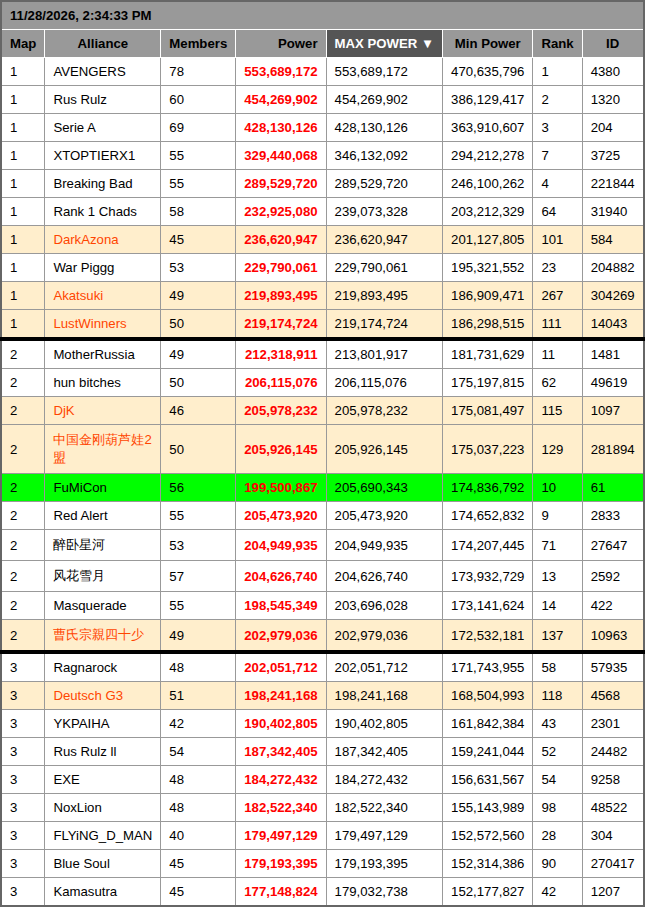 11/28/2026, 2:34:33 PM
Map Alliance Members Power MAX POWER ▼ Min Power Rank ID
1 AVENGERS 78 553,689,172 553,689,172 470,635,796 1 4380
1 Rus Rulz 60 454,269,902 454,269,902 386,129,417 2 1320
1 Serie A 69 428,130,126 428,130,126 363,910,607 3 204
1 XTOPTIERX1 55 329,440,068 346,132,092 294,212,278 7 3725
1 Breaking Bad 55 289,529,720 289,529,720 246,100,262 4 221844
1 Rank 1 Chads 58 232,925,080 239,073,328 203,212,329 64 31940
1 DarkAzona 45 236,620,947 236,620,947 201,127,805 101 584
1 War Piggg 53 229,790,061 229,790,061 195,321,552 23 204882
1 Akatsuki 49 219,893,495 219,893,495 186,909,471 267 304269
1 LustWinners 50 219,174,724 219,174,724 186,298,515 111 14043
2 MotherRussia 49 212,318,911 213,801,917 181,731,629 11 1481
2 hun bitches 50 206,115,076 206,115,076 175,197,815 62 49619
2 DjK 46 205,978,232 205,978,232 175,081,497 115 1097
2 中国金刚葫芦娃2
盟 50 205,926,145 205,926,145 175,037,223 129 281894
2 FuMiCon 56 199,500,867 205,690,343 174,836,792 10 61
2 Red Alert 55 205,473,920 205,473,920 174,652,832 9 2833
2 醉卧星河 53 204,949,935 204,949,935 174,207,445 71 27647
2 风花雪月 57 204,626,740 204,626,740 173,932,729 13 2592
2 Masquerade 55 198,545,349 203,696,028 173,141,624 14 422
2 曹氏宗親四十少 49 202,979,036 202,979,036 172,532,181 137 10963
3 Ragnarock 48 202,051,712 202,051,712 171,743,955 58 57935
3 Deutsch G3 51 198,241,168 198,241,168 168,504,993 118 4568
3 YKPAIHA 42 190,402,805 190,402,805 161,842,384 43 2301
3 Rus Rulz ll 54 187,342,405 187,342,405 159,241,044 52 24482
3 EXE 48 184,272,432 184,272,432 156,631,567 54 9258
3 NoxLion 48 182,522,340 182,522,340 155,143,989 98 48522
3 FLYiNG_D_MAN 40 179,497,129 179,497,129 152,572,560 28 304
3 Blue Soul 45 179,193,395 179,193,395 152,314,386 90 270417
3 Kamasutra 45 177,148,824 179,032,738 152,177,827 42 1207